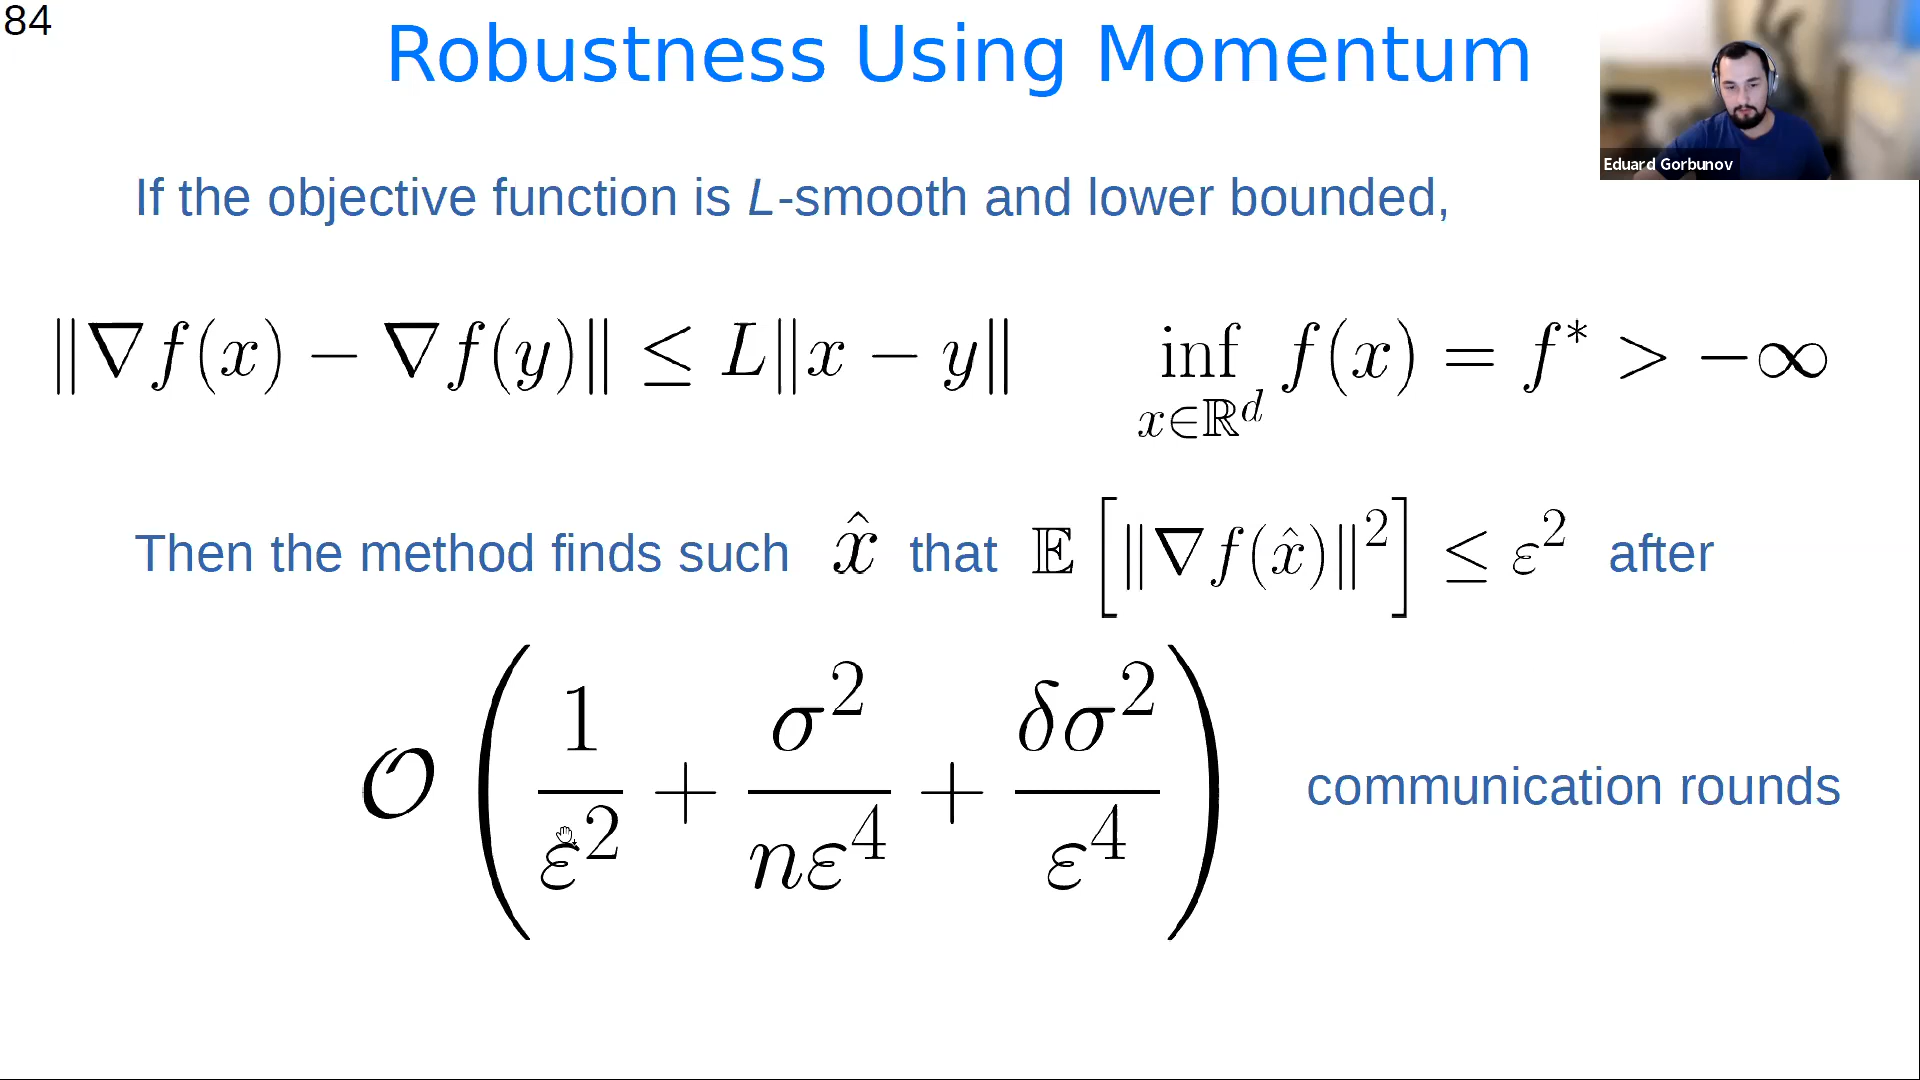 84
Robustness Using Momentum
Eduard Gorbunov
If the objective function is L-smooth and lower bounded,
‖∇f(x) − ∇f(y)‖ ≤ L‖x − y‖ inf_{x∈ℝ^d} f(x) = f* > −∞
Then the method finds such x̂ that 𝔼[‖∇f(x̂)‖²] ≤ ε² after
𝒪(1/ε² + σ²/(nε⁴) + δσ²/ε⁴) communication rounds